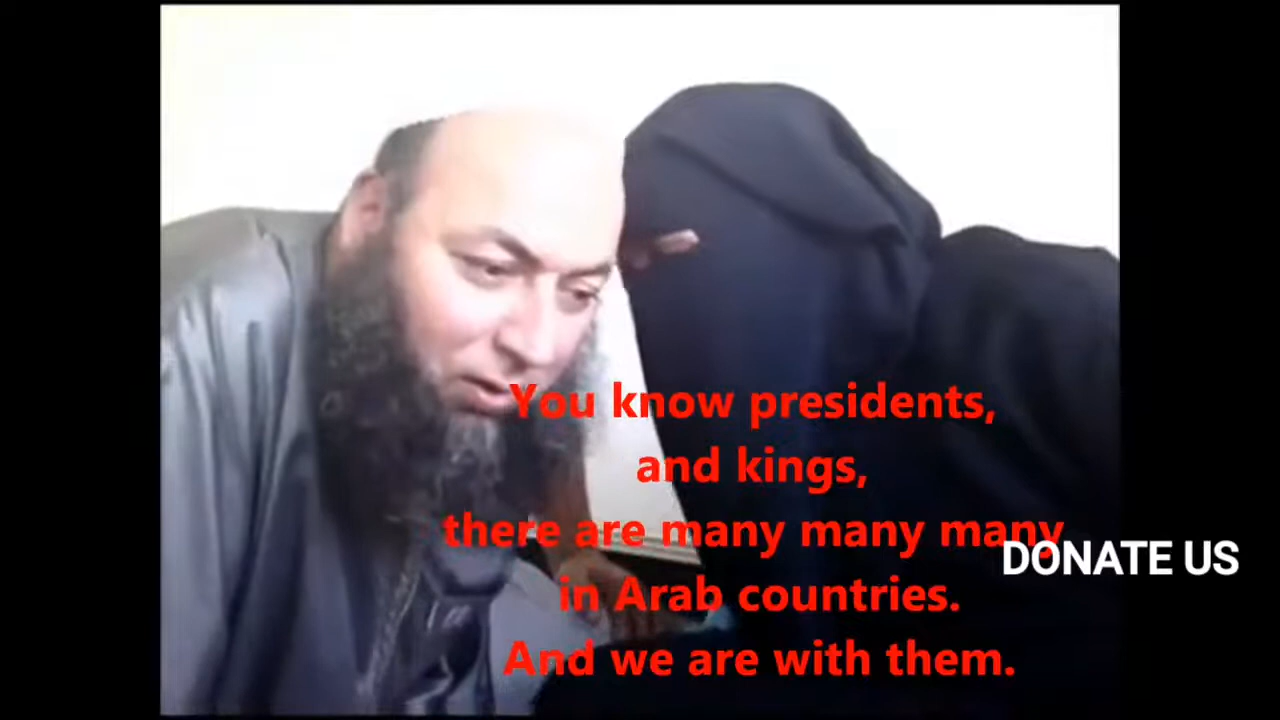 You know presidents,
and kings,
there are many many many
in Arab countries.
And we are with them.
DONATE US